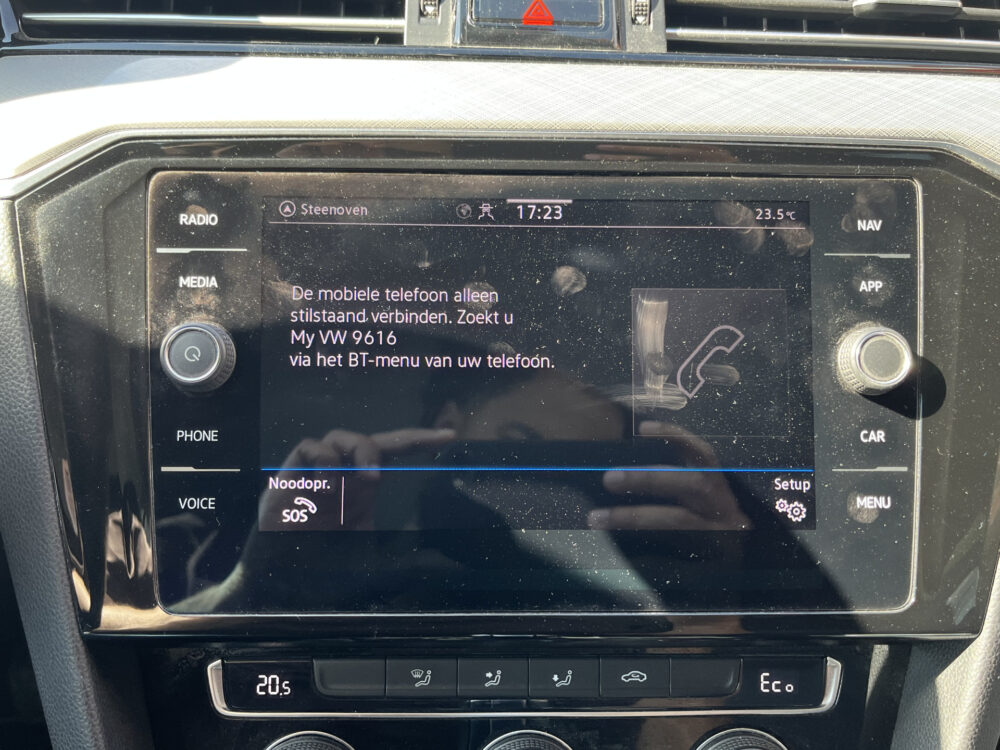 Steenoven 17:23 23.5°C
RADIO
MEDIA
PHONE
VOICE
De mobiele telefoon alleen
stilstaand verbinden. Zoekt u
My VW 9616
via het BT-menu van uw telefoon.
Noodopr.
SOS
Setup
NAV
APP
CAR
MENU
20.5
Eco